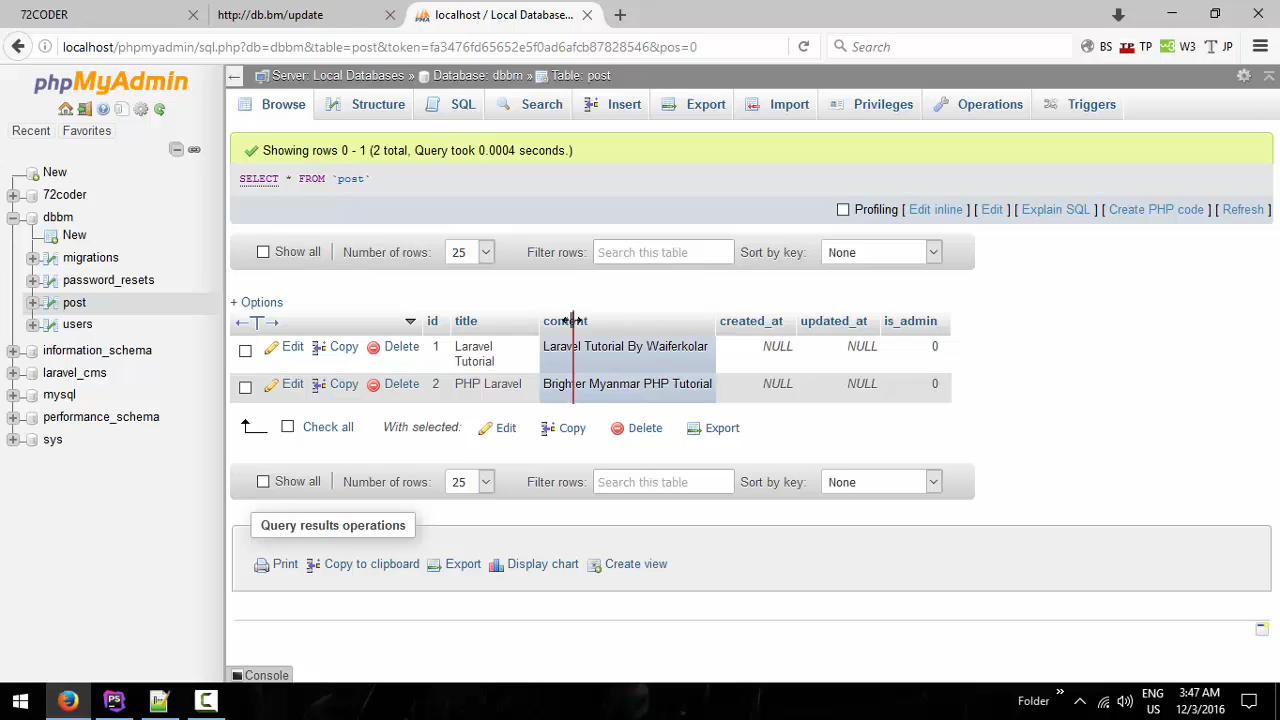 72CODER
http://db.bm/update
localhost / Local Database...
localhost/phpmyadmin/sql.php?db=dbbm&table=post&token=fa3476fd65652e5f0ad6afcb87828546&pos=0
Search
BS TP W3 JP
phpMyAdmin
Recent Favorites
New
72coder
dbbm
New
migrations
password_resets
post
users
information_schema
laravel_cms
mysql
performance_schema
sys
Server: Local Databases » Database: dbbm » Table: post
Browse Structure SQL Search Insert Export Import Privileges Operations Triggers
Showing rows 0 - 1 (2 total, Query took 0.0004 seconds.)
SELECT * FROM `post`
Profiling [ Edit inline ] [ Edit ] [ Explain SQL ] [ Create PHP code ] [ Refresh ]
Show all Number of rows: 25 Filter rows: Search this table Sort by key: None
+ Options
id title content created_at updated_at is_admin
Edit Copy Delete 1 Laravel Tutorial Laravel Tutorial By Waiferkolar NULL NULL 0
Edit Copy Delete 2 PHP Laravel Brighter Myanmar PHP Tutorial NULL NULL 0
Check all With selected: Edit Copy Delete Export
Show all Number of rows: 25 Filter rows: Search this table Sort by key: None
Query results operations
Print Copy to clipboard Export Display chart Create view
Console
Folder
ENG
US
3:47 AM
12/3/2016